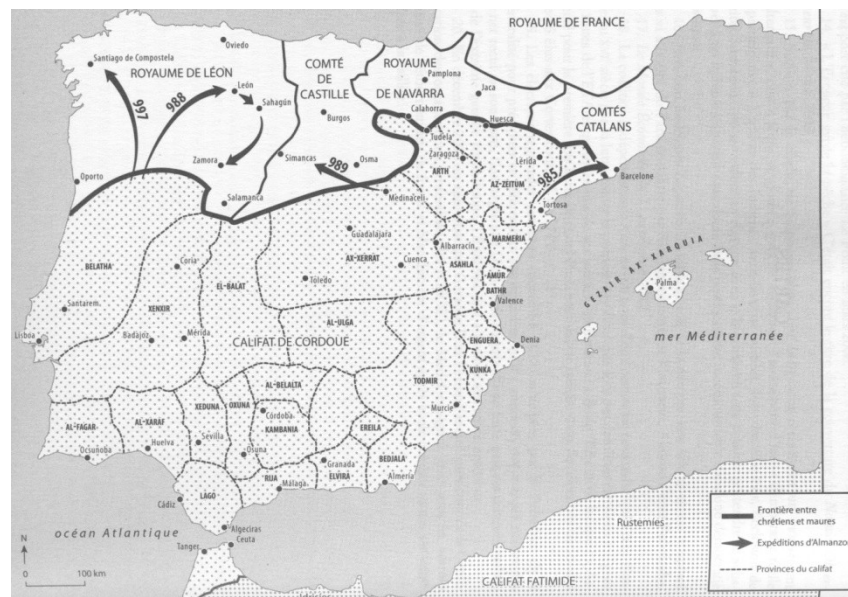 ROYAUME DE FRANCE
Oviedo
Santiago de Compostela
ROYAUME DE LÉON
COMTÉ
DE
CASTILLE
ROYAUME
DE NAVARRA
Pamplona
León
Jaca
997
988
Sahagún
Calahorra
Huesca
COMTÉS
CATALANS
Burgos
Tudela
Zamora
Simancas
989
Osma
Zaragoza
Lérida
ARTH
985
Barcelone
Oporto
Salamanca
Medinaceli
AZ-ZEITUM
Tortosa
Guadalajara
MARMERIA
Albarracin
BELATHA
Coria
AX-XERRAT
Cuenca
ASAHLA
EL-BALAT
Toledo
AMUR
BATHR
GEZAIR AX-XARQUIA
Palma
Santarem
XENXIR
Valence
AL-ULGA
Lisboa
Badajoz
Mérida
CALIFAT DE CORDOUE
ENGUERA
Denia
mer Méditerranée
KUNKA
AL-BELALTA
TODMIR
XEDUNA
OXUNA
Córdoba
Murcie
AL-FAGAR
AL-XARAF
KAMBANIA
Sevilla
EREILA
Ocsunoba
Huelva
Osuna
Granada
BEDJALA
RIJA
ELVIRA
Almería
LAGO
Málaga
Cádiz
océan Atlantique
Algeciras
Ceuta
Tanger
N
0
100 km
Rustemies
CALIFAT FATIMIDE
Frontière entre
chrétiens et maures
Expéditions d'Almanzo
Provinces du califat